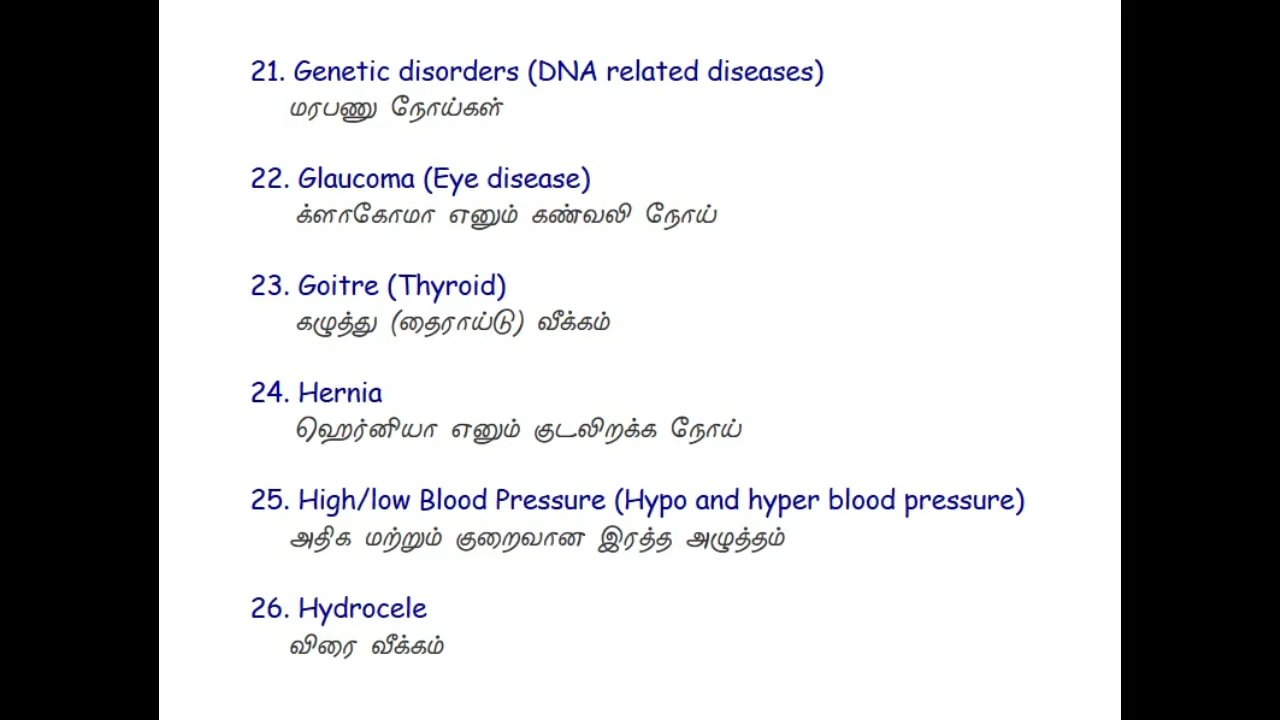 21. Genetic disorders (DNA related diseases)
மரபணு நோய்கள்
22. Glaucoma (Eye disease)
க்ளாகோமா எனும் கண்வலி நோய்
23. Goitre (Thyroid)
கழுத்து (தைராய்டு) வீக்கம்
24. Hernia
ஹெர்னியா எனும் குடலிறக்க நோய்
25. High/low Blood Pressure (Hypo and hyper blood pressure)
அதிக மற்றும் குறைவான இரத்த அழுத்தம்
26. Hydrocele
விரை வீக்கம்